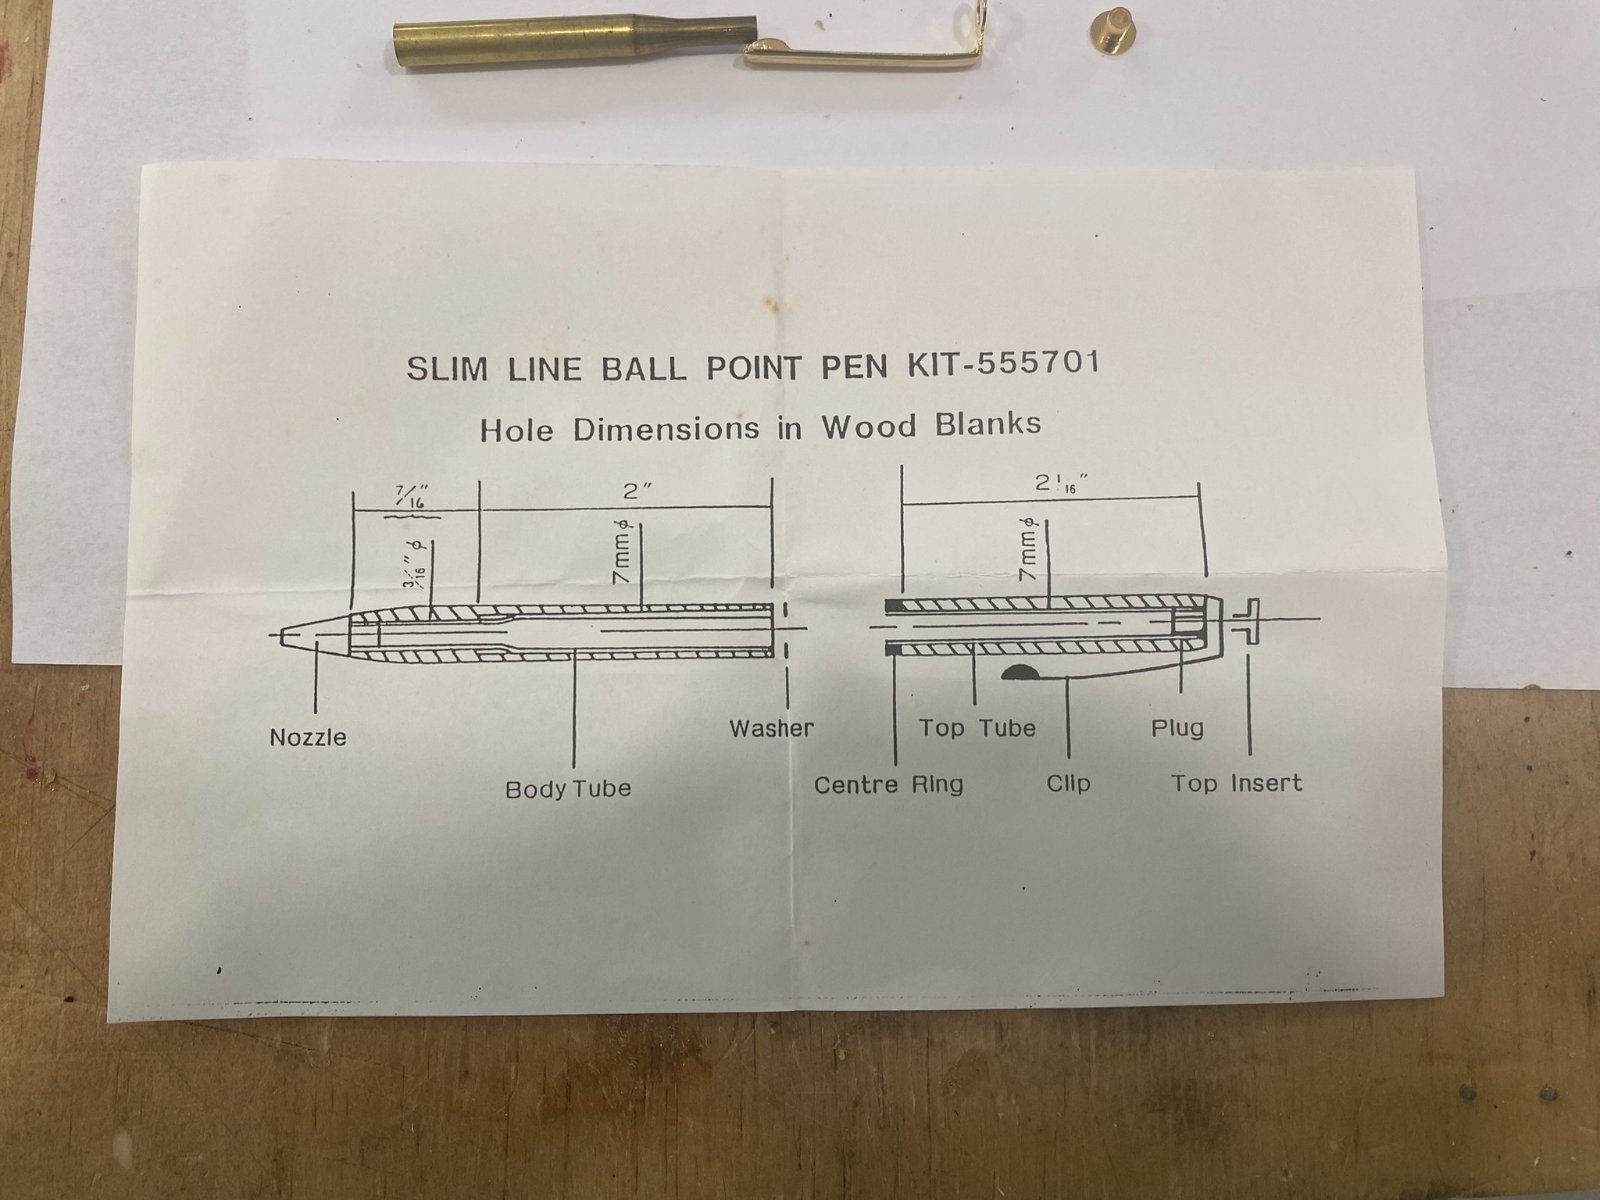 SLIM LINE BALL POINT PEN KIT-555701
Hole Dimensions in Wood Blanks
7/16"
2"
2 1/16"
3/16" ϕ
7mm ϕ
7mm ϕ
Nozzle
Washer
Top Tube
Plug
Body Tube
Centre Ring
Clip
Top Insert